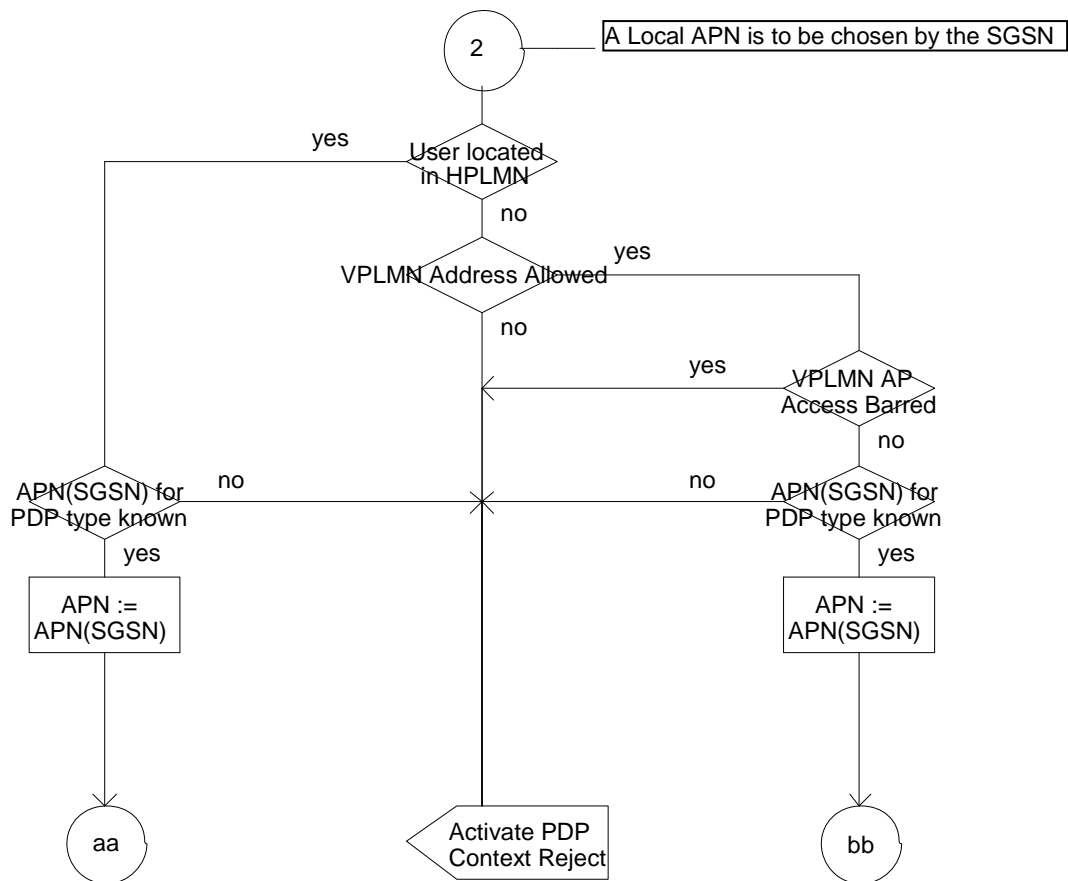 2
A Local APN is to be chosen by the SGSN
yes
User located
in HPLMN
no
yes
VPLMN Address Allowed
no
yes
VPLMN AP
Access Barred
no
APN(SGSN) for
PDP type known
no
no
APN(SGSN) for
PDP type known
yes
yes
APN :=
APN(SGSN)
APN :=
APN(SGSN)
aa
Activate PDP
Context Reject
bb